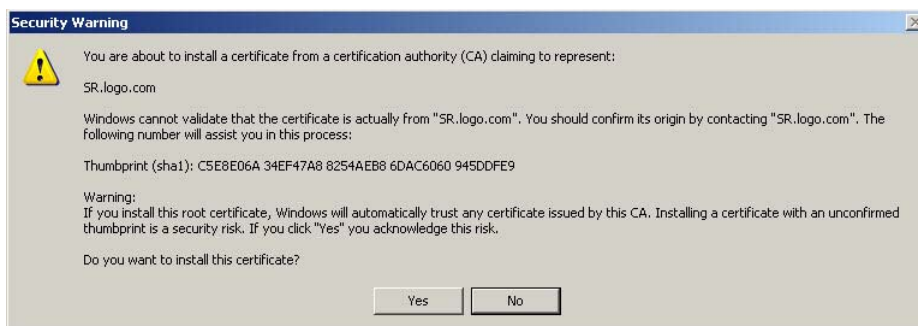 Security Warning
You are about to install a certificate from a certification authority (CA) claiming to represent:
SR.logo.com
Windows cannot validate that the certificate is actually from "SR.logo.com". You should confirm its origin by contacting "SR.logo.com". The
following number will assist you in this process:
Thumbprint (sha1): C5E8E06A 34EF47A8 8254AEB8 6DAC6060 945DDFE9
Warning:
If you install this root certificate, Windows will automatically trust any certificate issued by this CA. Installing a certificate with an unconfirmed
thumbprint is a security risk. If you click "Yes" you acknowledge this risk.
Do you want to install this certificate?
Yes
No